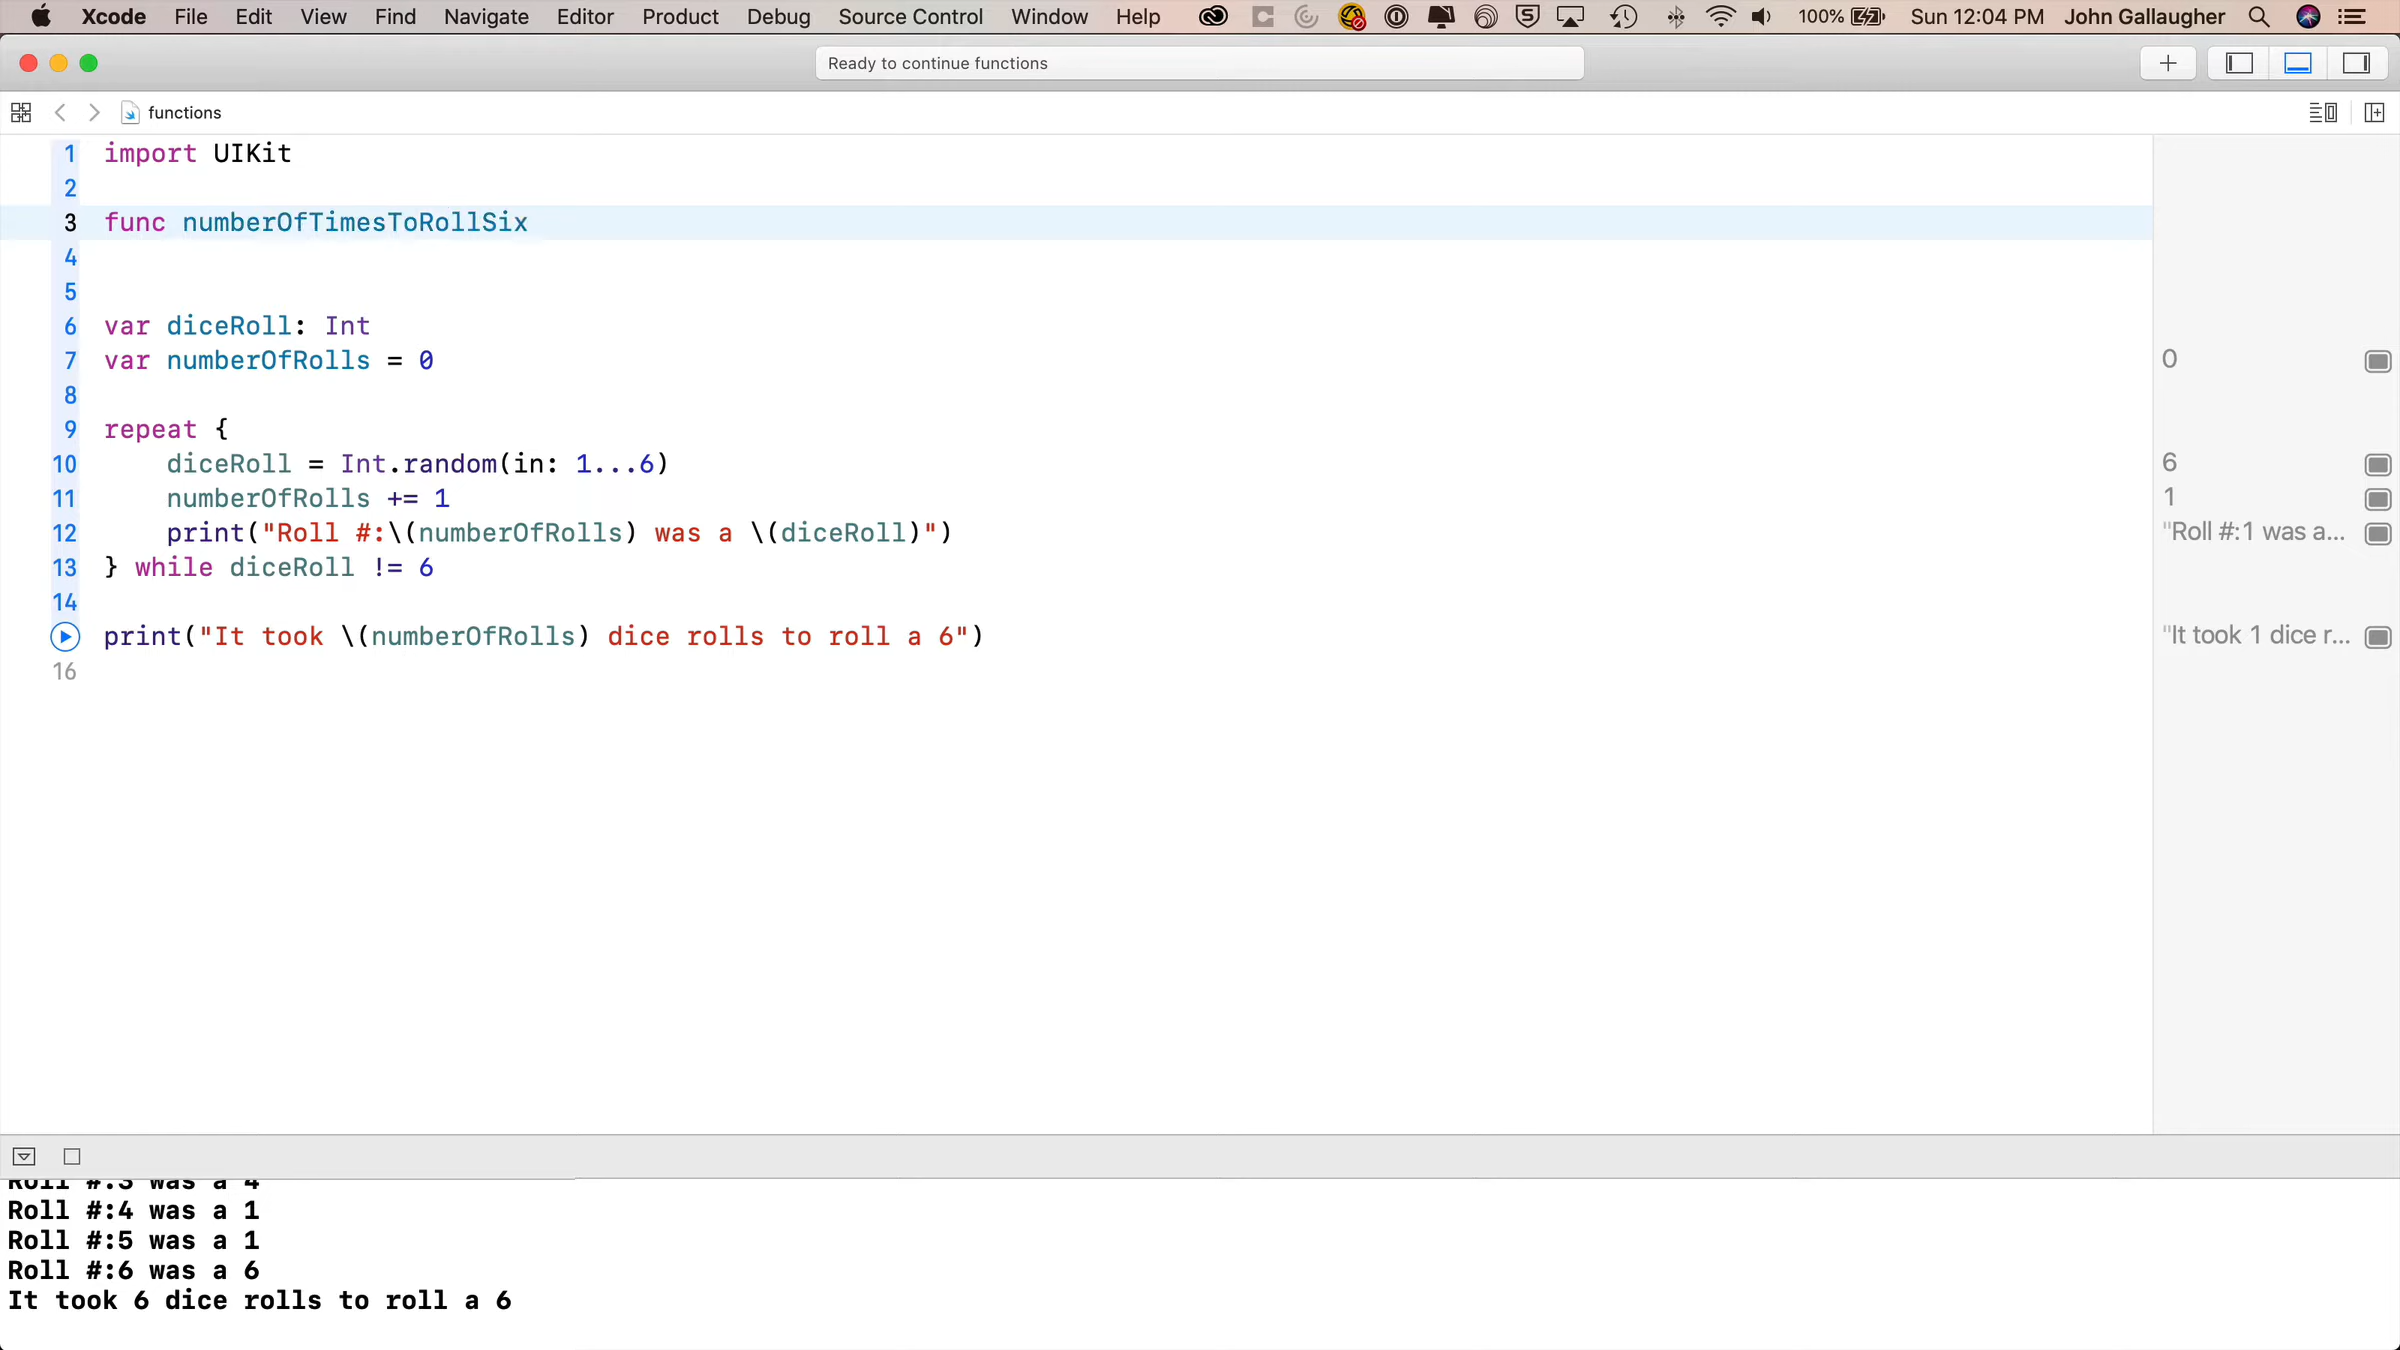 Xcode File Edit View Find Navigate Editor Product Debug Source Control Window Help 100% Sun 12:04 PM John Gallaugher
Ready to continue functions
functions
1 import UIKit
2
3 func numberOfTimesToRollSix
4
5
6 var diceRoll: Int
7 var numberOfRolls = 0 0
8
9 repeat {
10 diceRoll = Int.random(in: 1...6) 6
11 numberOfRolls += 1 1
12 print("Roll #:\(numberOfRolls) was a \(diceRoll)") "Roll #:1 was a...
13 } while diceRoll != 6
14
print("It took \(numberOfRolls) dice rolls to roll a 6") "It took 1 dice r...
16
Roll #:3 was a 4
Roll #:4 was a 1
Roll #:5 was a 1
Roll #:6 was a 6
It took 6 dice rolls to roll a 6